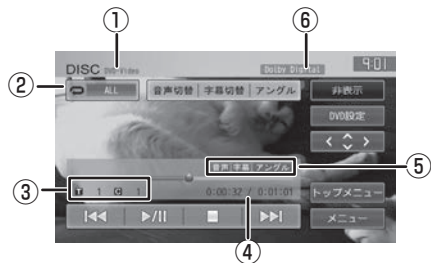 ① ⑥
DISC DVD-Video Dolby Digital 9:01
② ALL 音声切替 字幕切替 アングル 非表示
DVD設定
音声 字幕 アングル ⑤
③ T 1 C 1 0:00:32 / 0:01:01 トップメニュー
メニュー
④